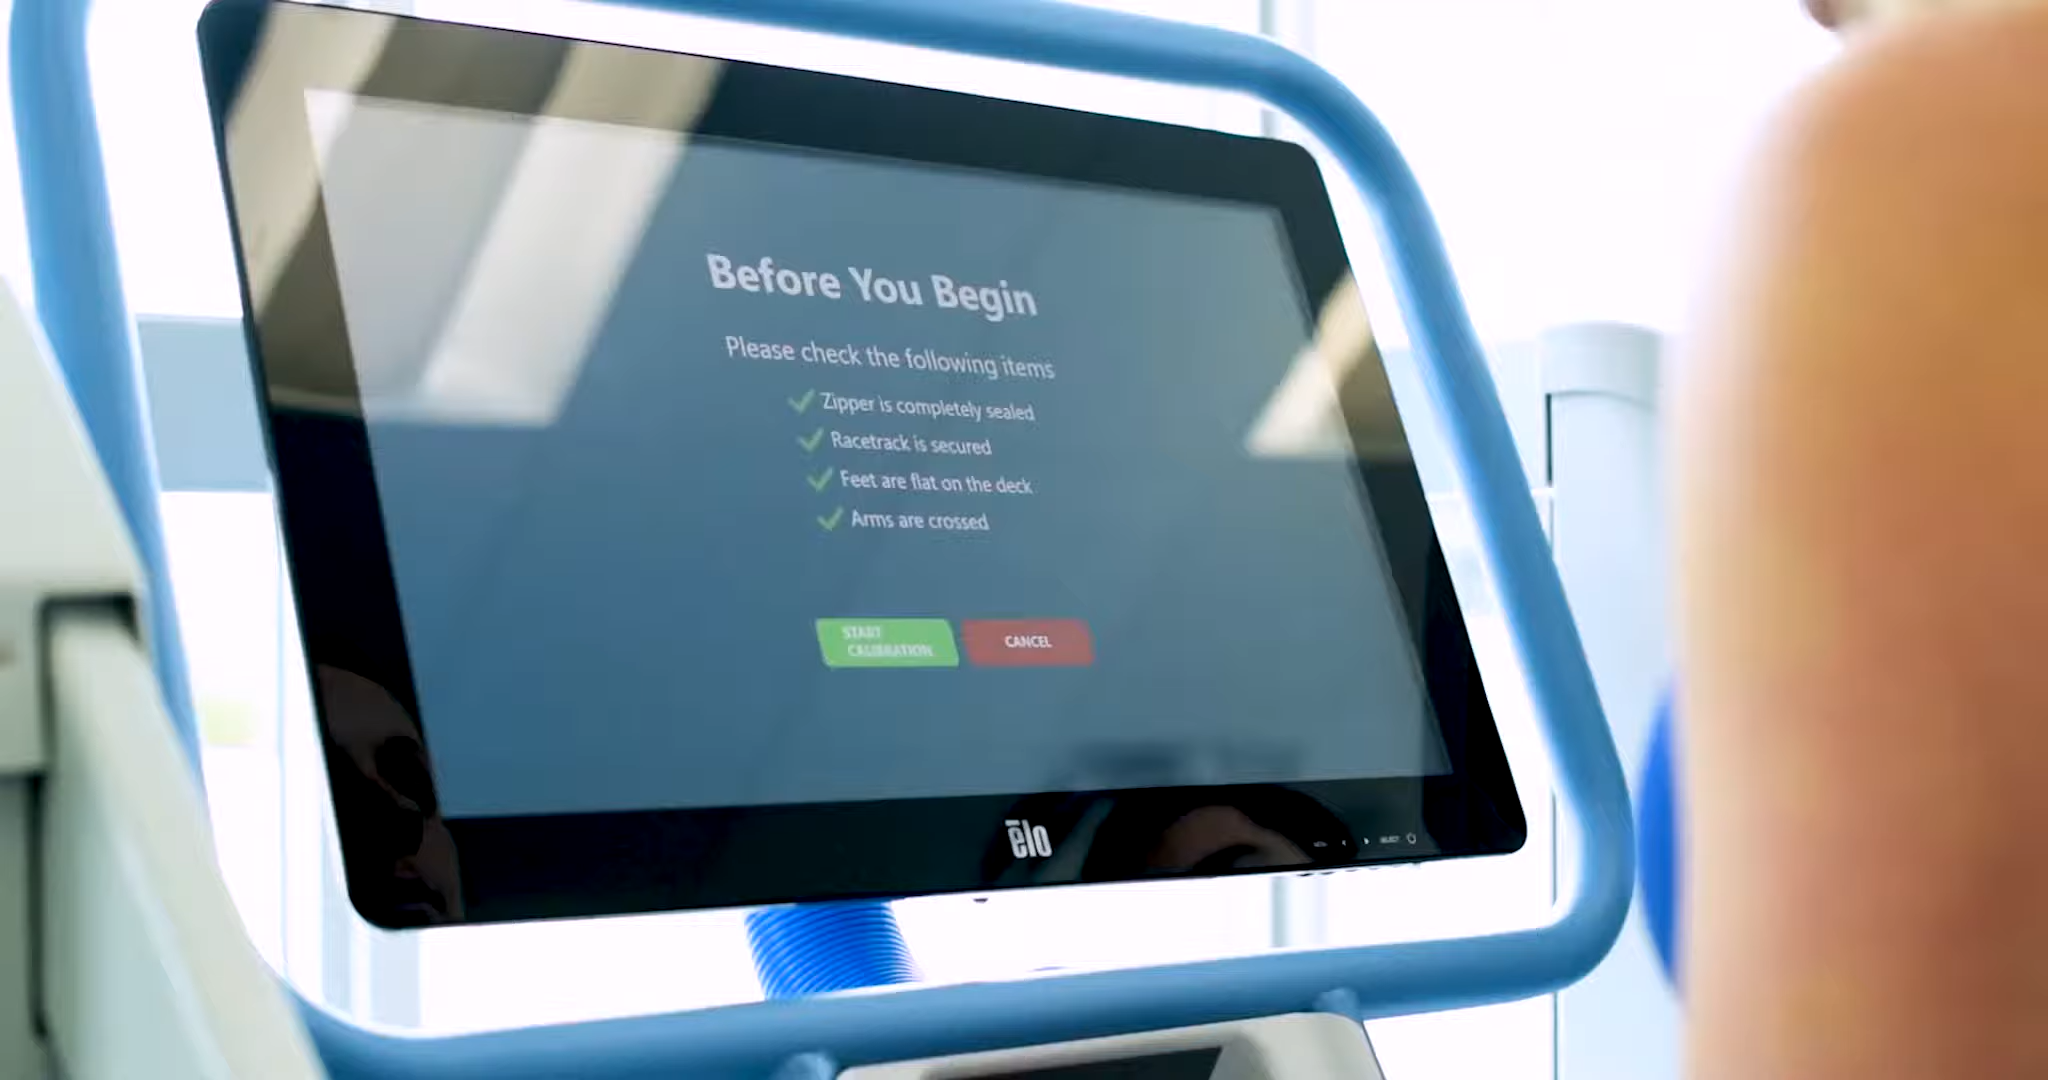 Before You Begin
Please check the following items
Zipper is completely sealed
Racetrack is secured
Feet are flat on the deck
Arms are crossed
START
CALIBRATION
CANCEL
elo
SELECT